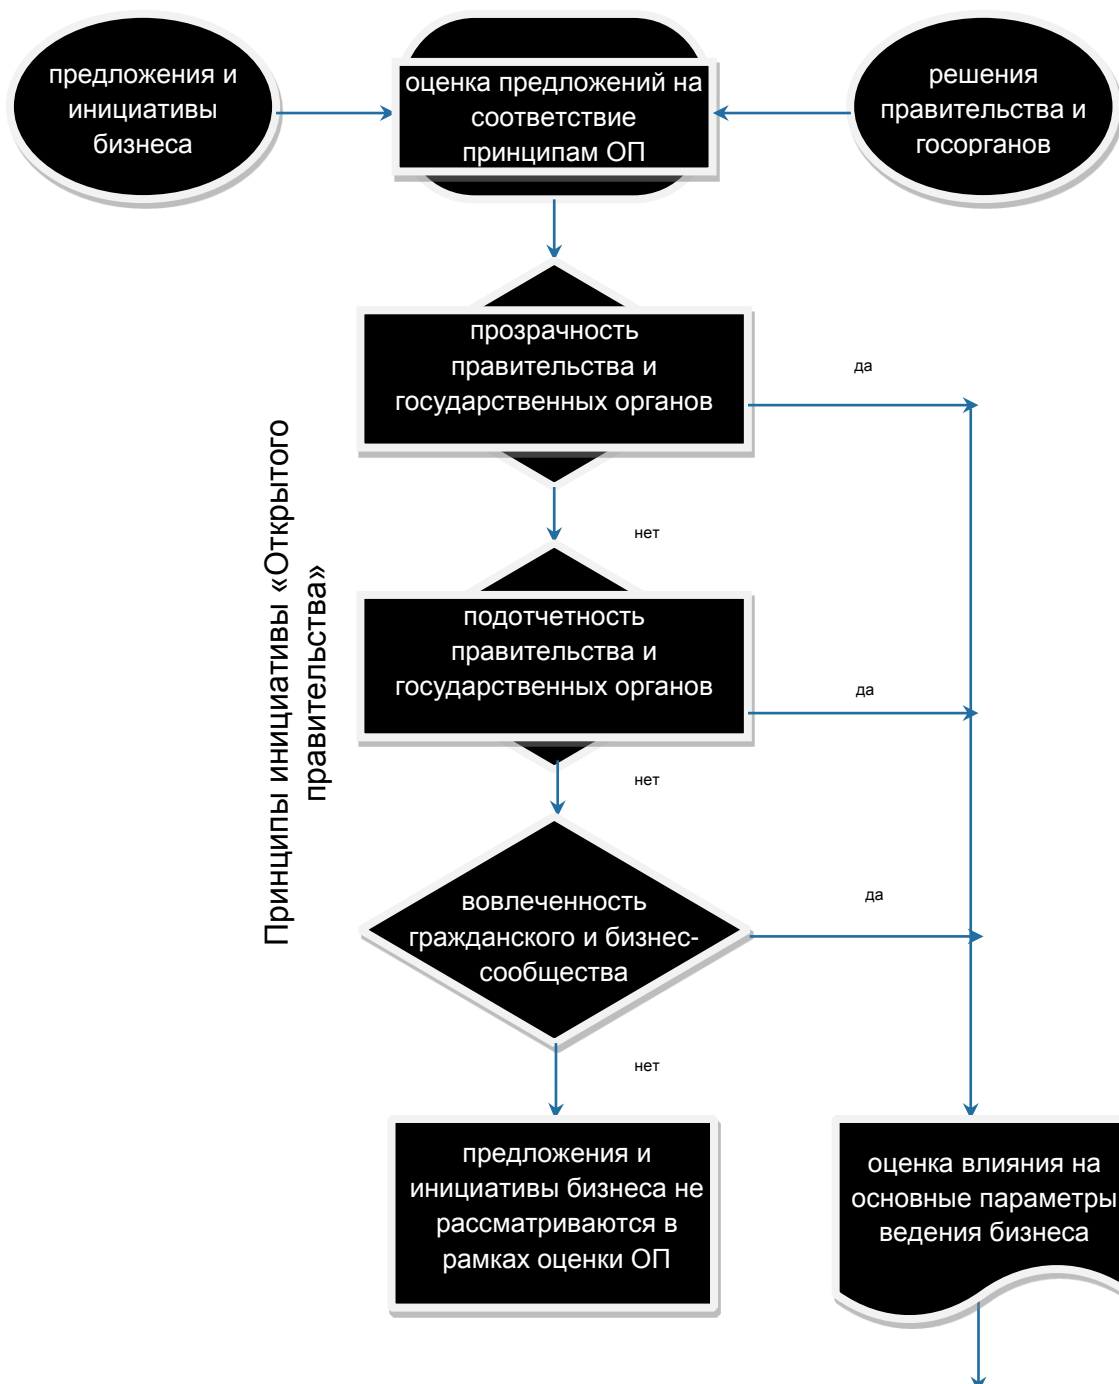 предложения и
инициативы
бизнеса
оценка предложений на
соответствие
принципам ОП
решения
правительства и
госорганов
прозрачность
правительства и
государственных органов
да
нет
Принципы инициативы «Открытого
правительства»
подотчетность
правительства и
государственных органов
да
нет
вовлеченность
гражданского и бизнес-
сообщества
да
нет
предложения и
инициативы бизнеса не
рассматриваются в
рамках оценки ОП
оценка влияния на
основные параметры
ведения бизнеса